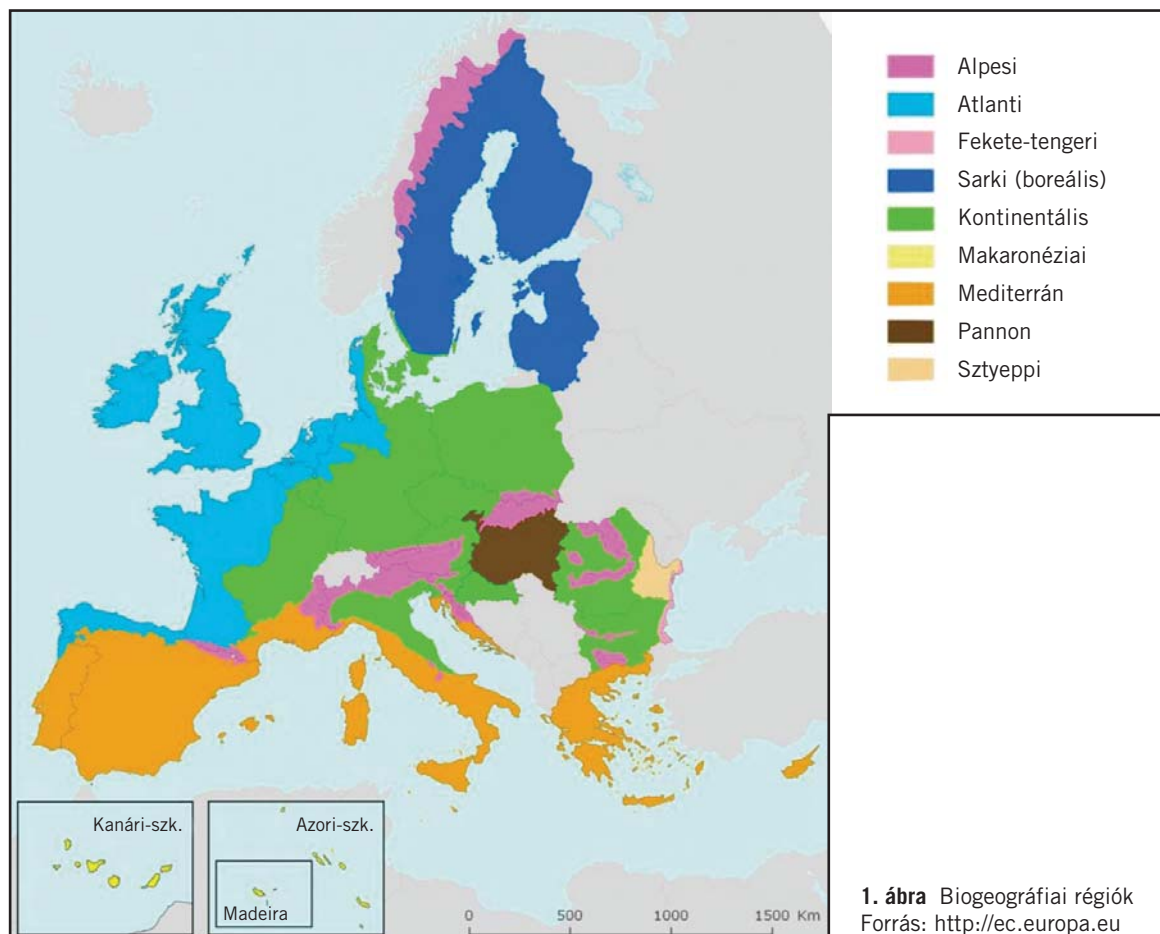 Alpesi
Atlanti
Fekete-tengeri
Sarki (boreális)
Kontinentális
Makaronéziai
Mediterrán
Pannon
Sztyeppi
Kanári-szk.
Azori-szk.
Madeira
0 500 1000 1500 Km
1. ábra Biogeográfiai régiók
Forrás: http://ec.europa.eu